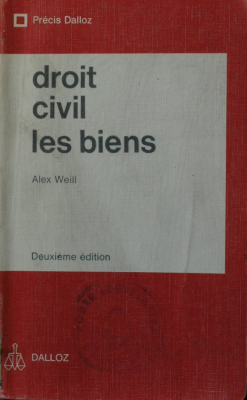 Précis Dalloz
droit
civil
les biens
Alex Weill
Deuxième édition
DALLOZ